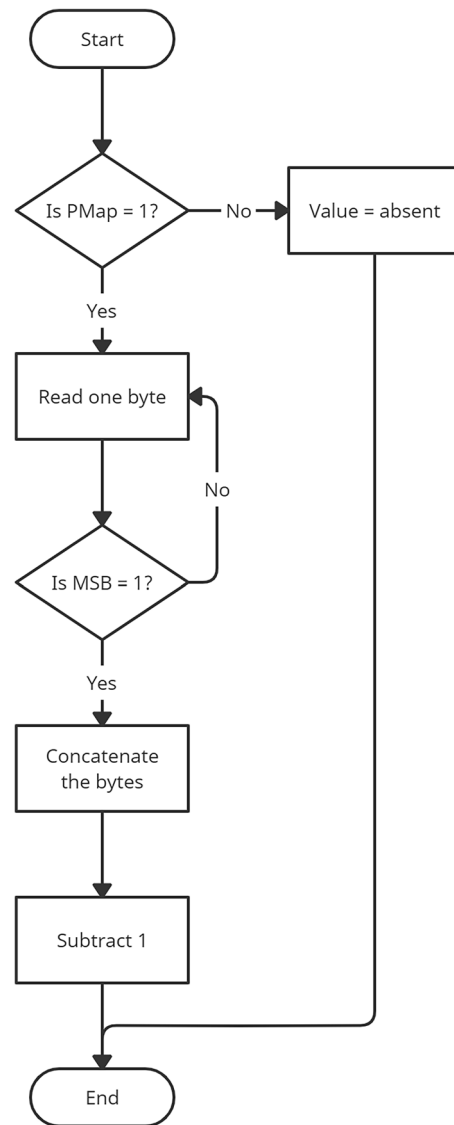 Start
Is PMap = 1?
No
Value = absent
Yes
Read one byte
No
Is MSB = 1?
Yes
Concatenate
the bytes
Subtract 1
End